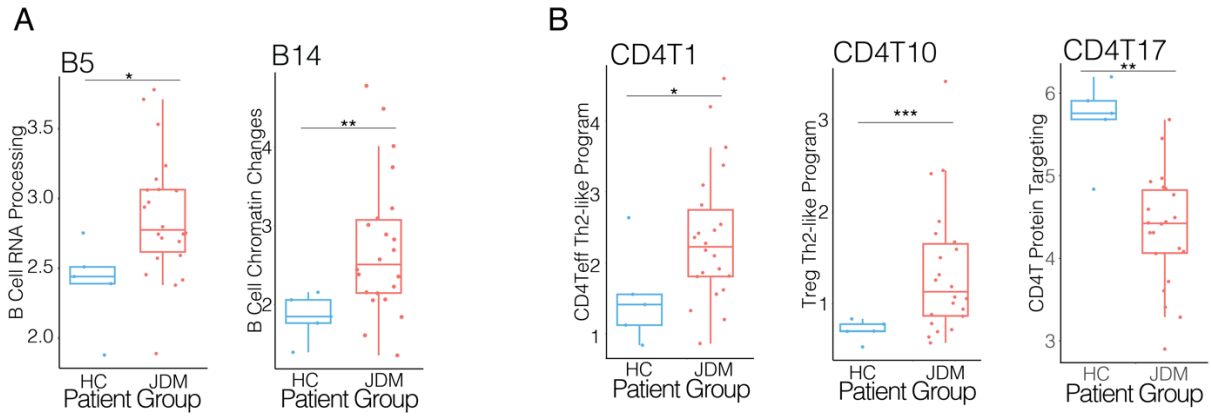 A
B
B5
B14
CD4T1
CD4T10
CD4T17
*
**
*
***
**
B Cell RNA Processing
3.5
3.0
2.5
2.0
HC JDM
Patient Group
B Cell Chromatin Changes
4
3
2
HC JDM
Patient Group
CD4Teff Th2-like Program
4
3
2
1
HC JDM
Patient Group
Treg Th2-like Program
3
2
1
HC JDM
Patient Group
CD4T Protein Targeting
6
5
4
3
HC JDM
Patient Group